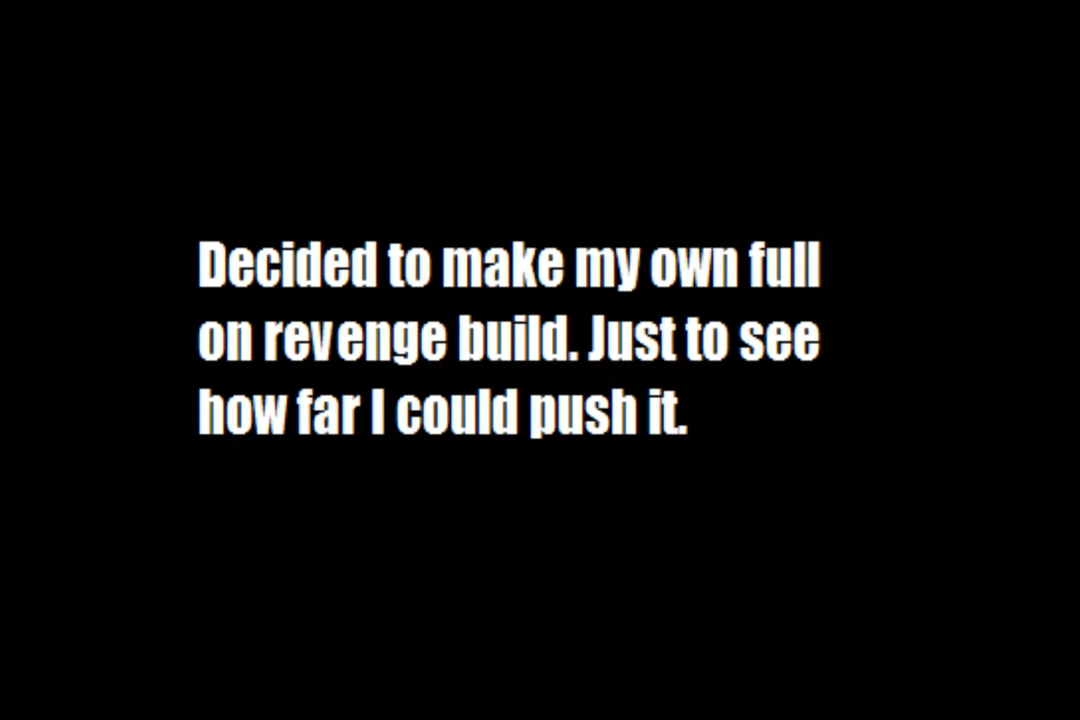 Decided to make my own full
on revenge build. Just to see
how far I could push it.